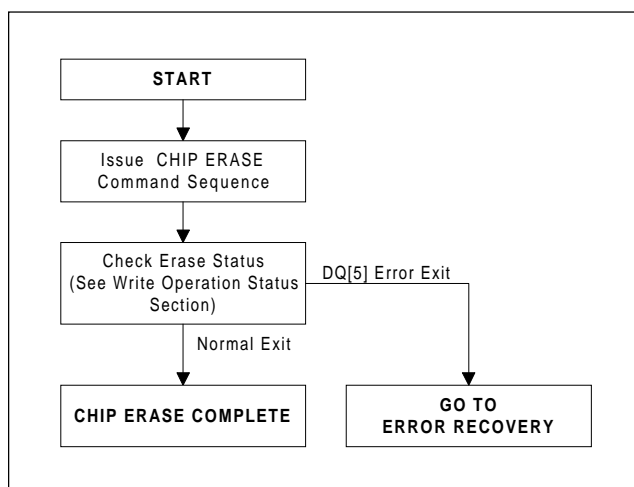 START
Issue CHIP ERASE
Command Sequence
Check Erase Status
(See Write Operation Status
Section)
DQ[5] Error Exit
Normal Exit
CHIP ERASE COMPLETE
GO TO
ERROR RECOVERY